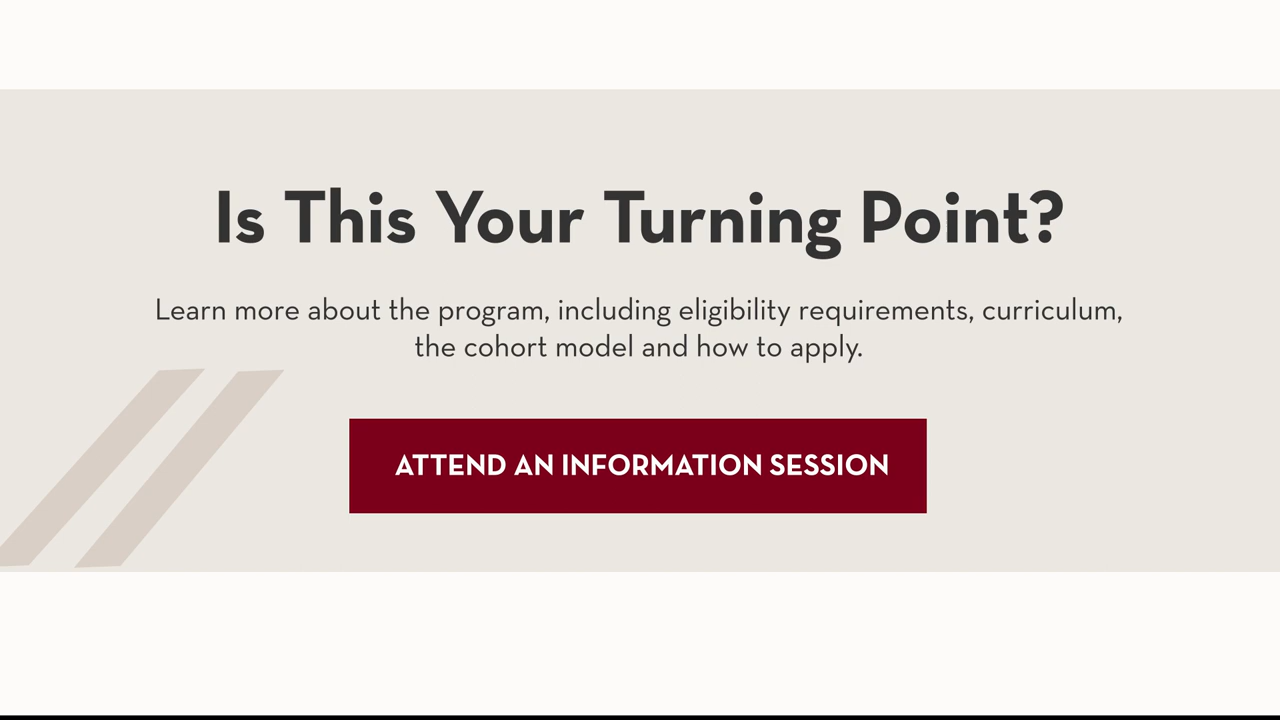 Is This Your Turning Point?
Learn more about the program, including eligibility requirements, curriculum,
the cohort model and how to apply.
ATTEND AN INFORMATION SESSION